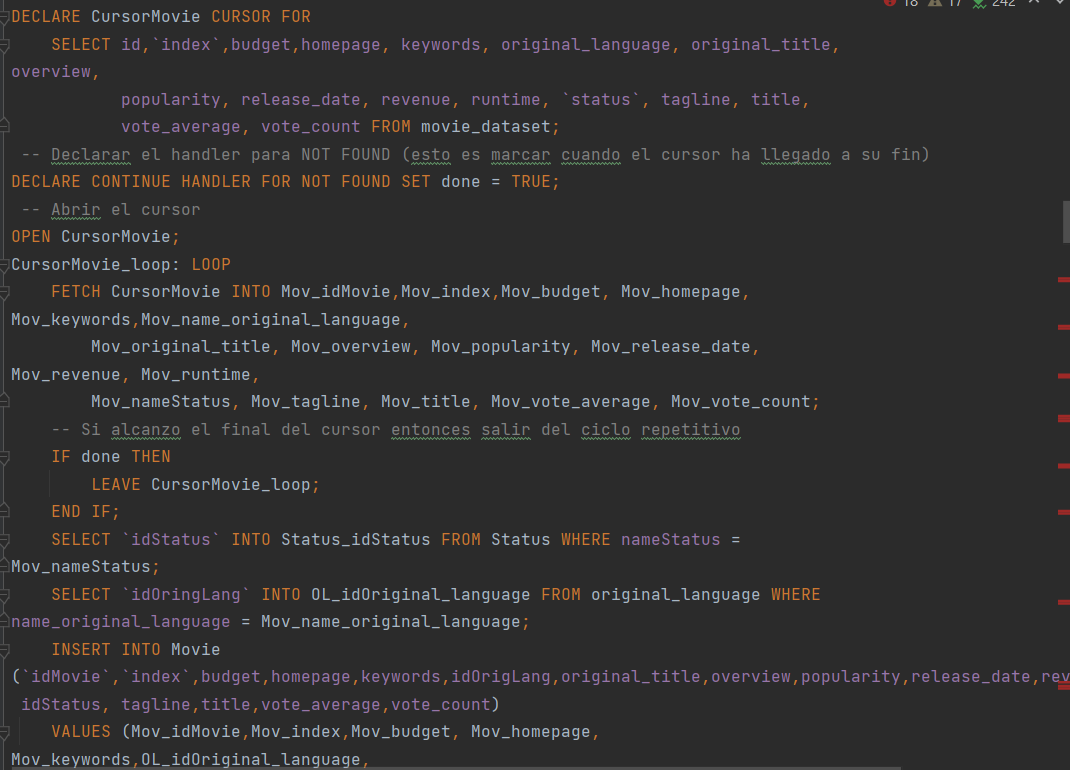 18 17 242
DECLARE CursorMovie CURSOR FOR
SELECT id,`index`,budget,homepage, keywords, original_language, original_title,
overview,
popularity, release_date, revenue, runtime, `status`, tagline, title,
vote_average, vote_count FROM movie_dataset;
-- Declarar el handler para NOT FOUND (esto es marcar cuando el cursor ha llegado a su fin)
DECLARE CONTINUE HANDLER FOR NOT FOUND SET done = TRUE;
-- Abrir el cursor
OPEN CursorMovie;
CursorMovie_loop: LOOP
FETCH CursorMovie INTO Mov_idMovie,Mov_index,Mov_budget, Mov_homepage,
Mov_keywords,Mov_name_original_language,
Mov_original_title, Mov_overview, Mov_popularity, Mov_release_date,
Mov_revenue, Mov_runtime,
Mov_nameStatus, Mov_tagline, Mov_title, Mov_vote_average, Mov_vote_count;
-- Si alcanzo el final del cursor entonces salir del ciclo repetitivo
IF done THEN
LEAVE CursorMovie_loop;
END IF;
SELECT `idStatus` INTO Status_idStatus FROM Status WHERE nameStatus =
Mov_nameStatus;
SELECT `idOringLang` INTO OL_idOriginal_language FROM original_language WHERE
name_original_language = Mov_name_original_language;
INSERT INTO Movie
(`idMovie`,`index`,budget,homepage,keywords,idOrigLang,original_title,overview,popularity,release_date,rev
idStatus, tagline,title,vote_average,vote_count)
VALUES (Mov_idMovie,Mov_index,Mov_budget, Mov_homepage,
Mov_keywords,OL_idOriginal_language,